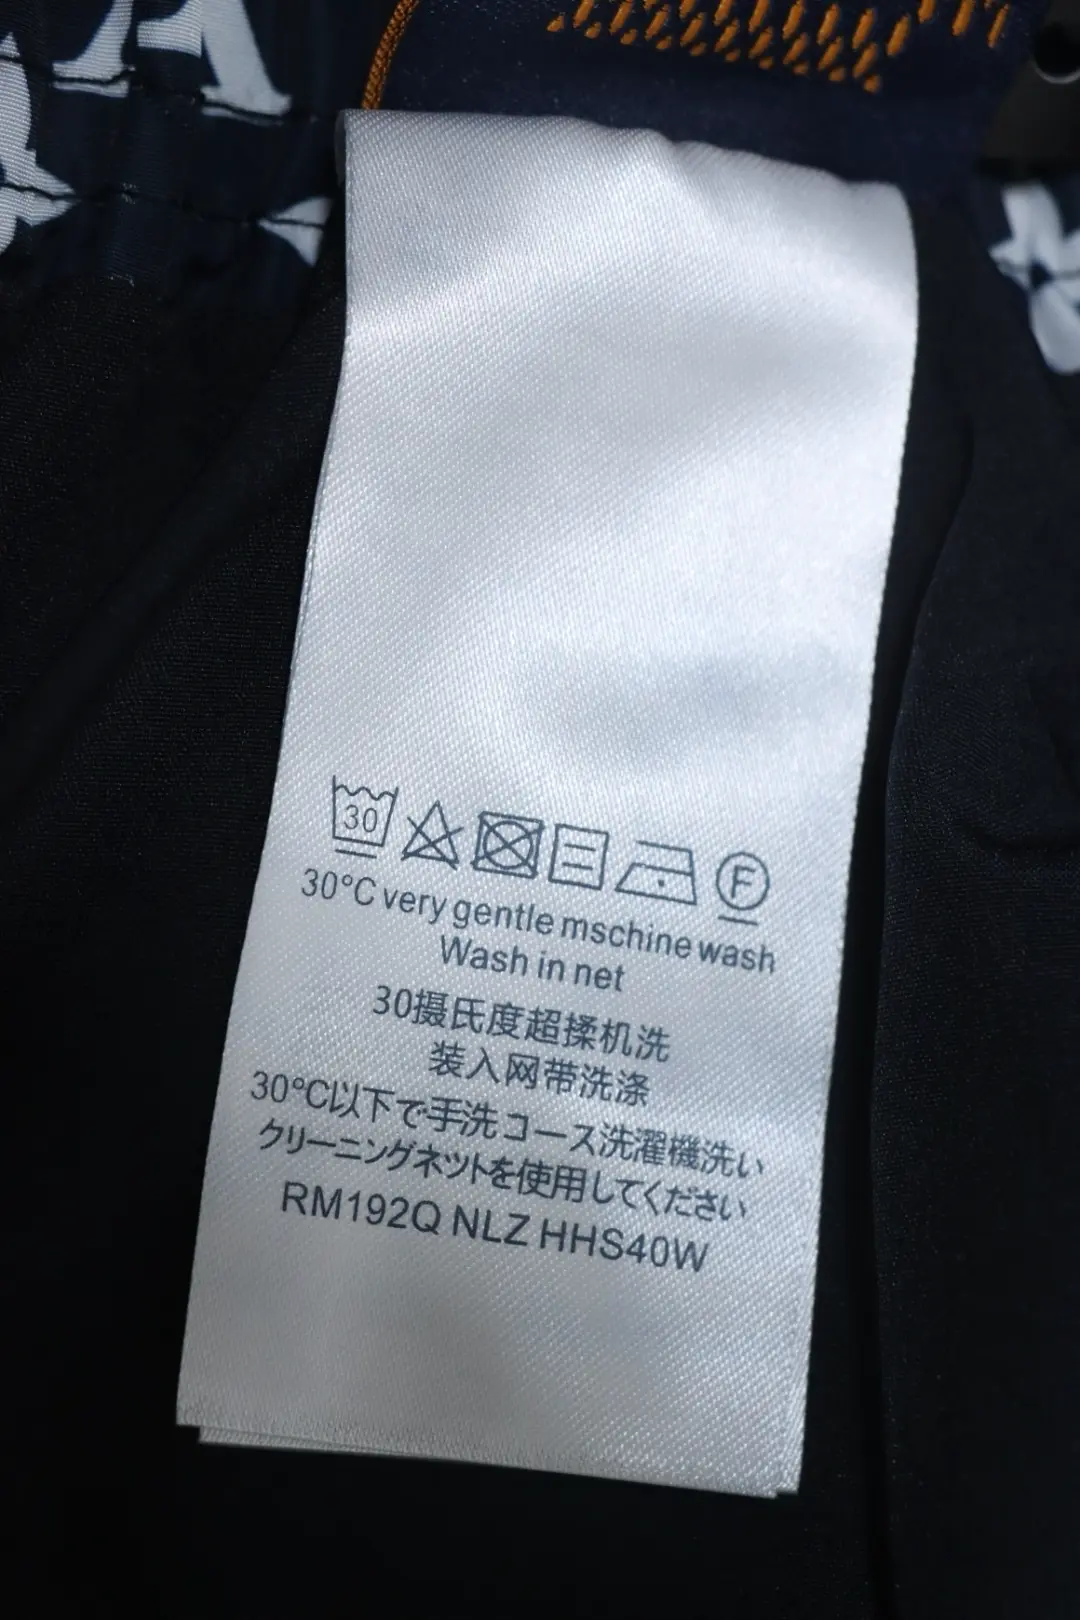 A
30
F
30°C very gentle mschine wash
Wash in net
30摄氏度超揉机洗
装入网带洗涤
30°C以下で手洗コース洗濯機洗い
クリーニングネットを使用してください
RM192Q NLZ HHS40W